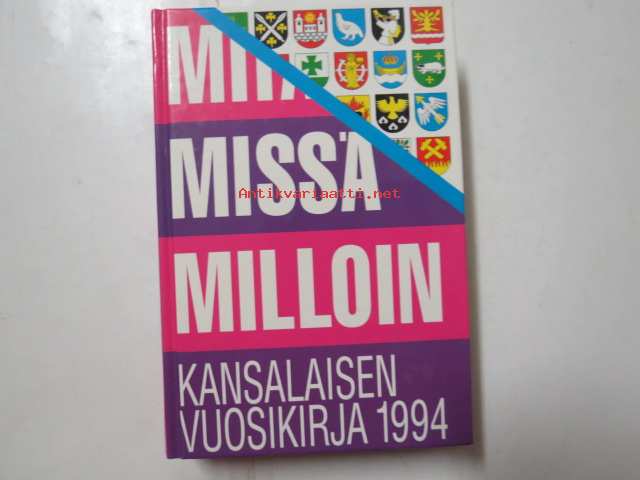 MITÄ
MISSÄ
Antikvariaatti.net
MILLOIN
KANSALAISEN
VUOSIKIRJA 1994